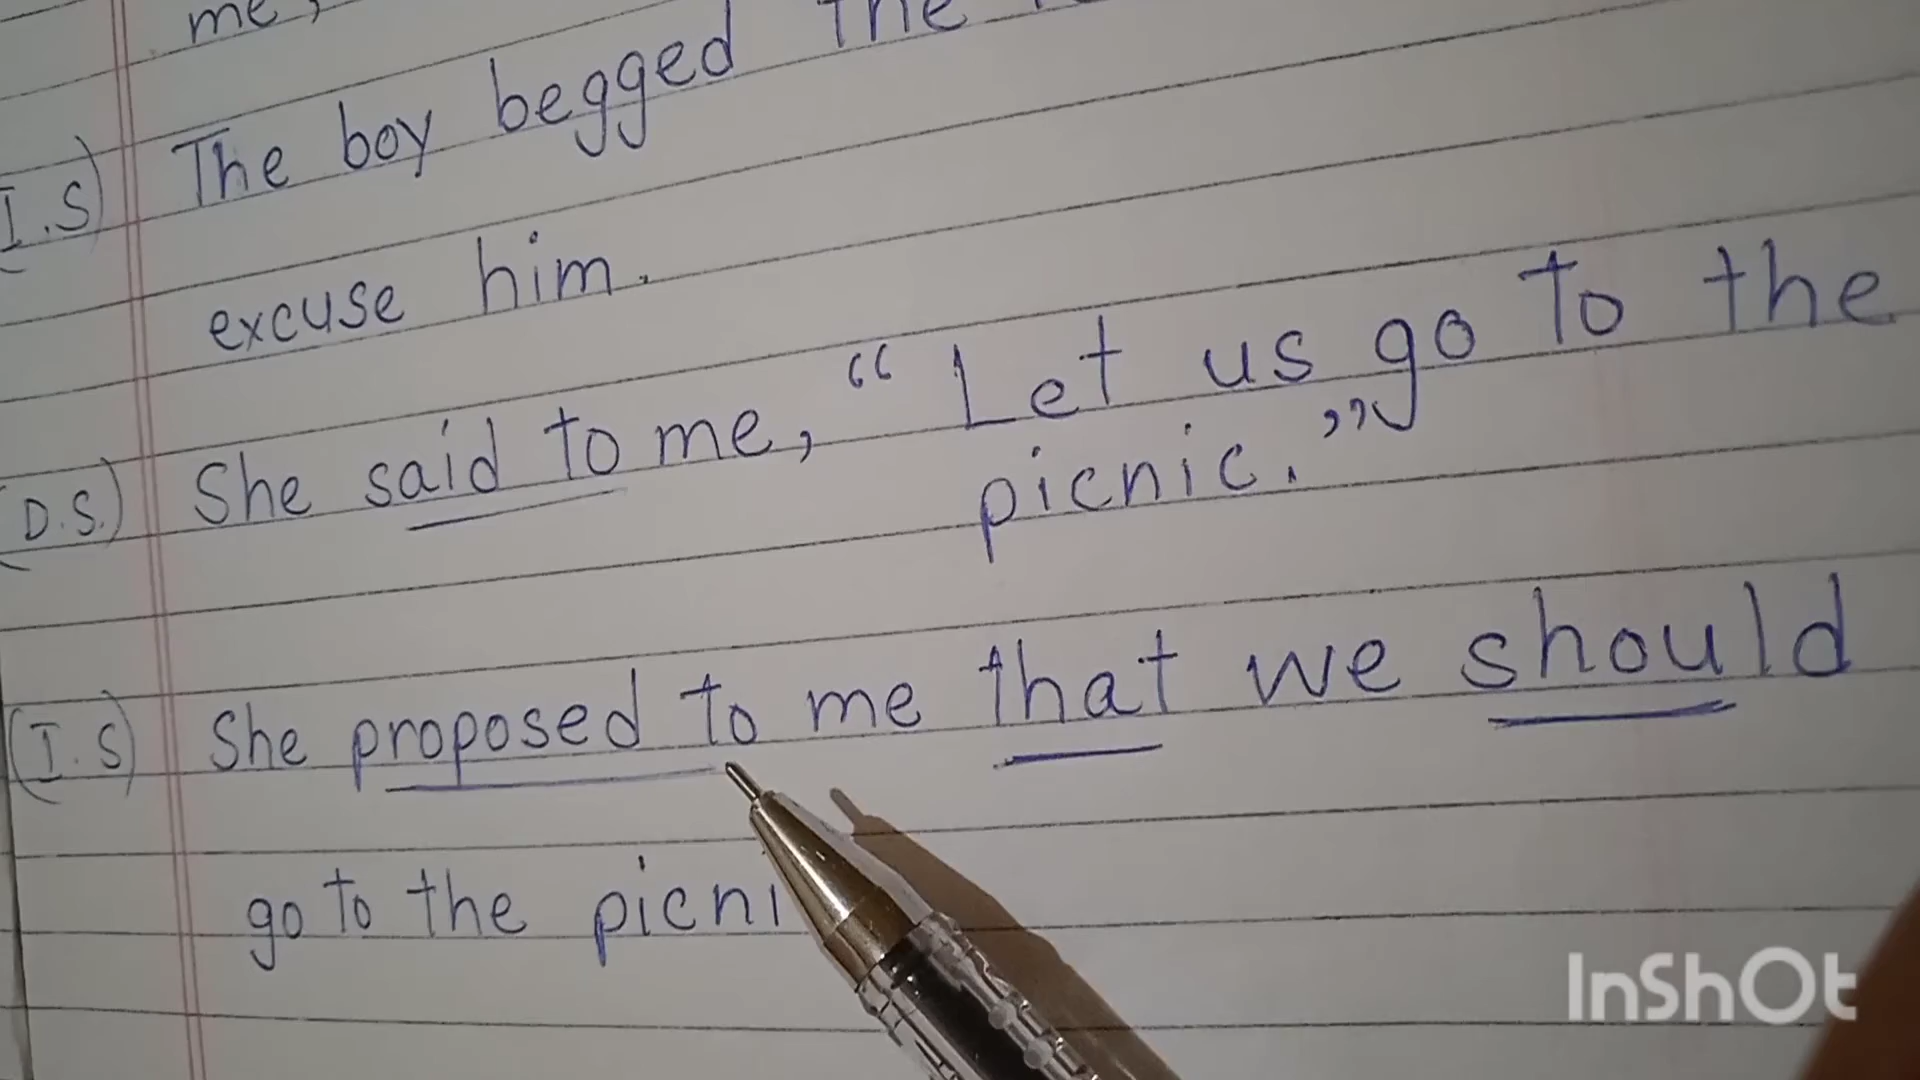 me,
I.S) The boy begged the
excuse him.
(D.S.) She said to me, “Let us go to the
picnic.”
(I.S) She proposed to me that we should
go to the picni
InShOt